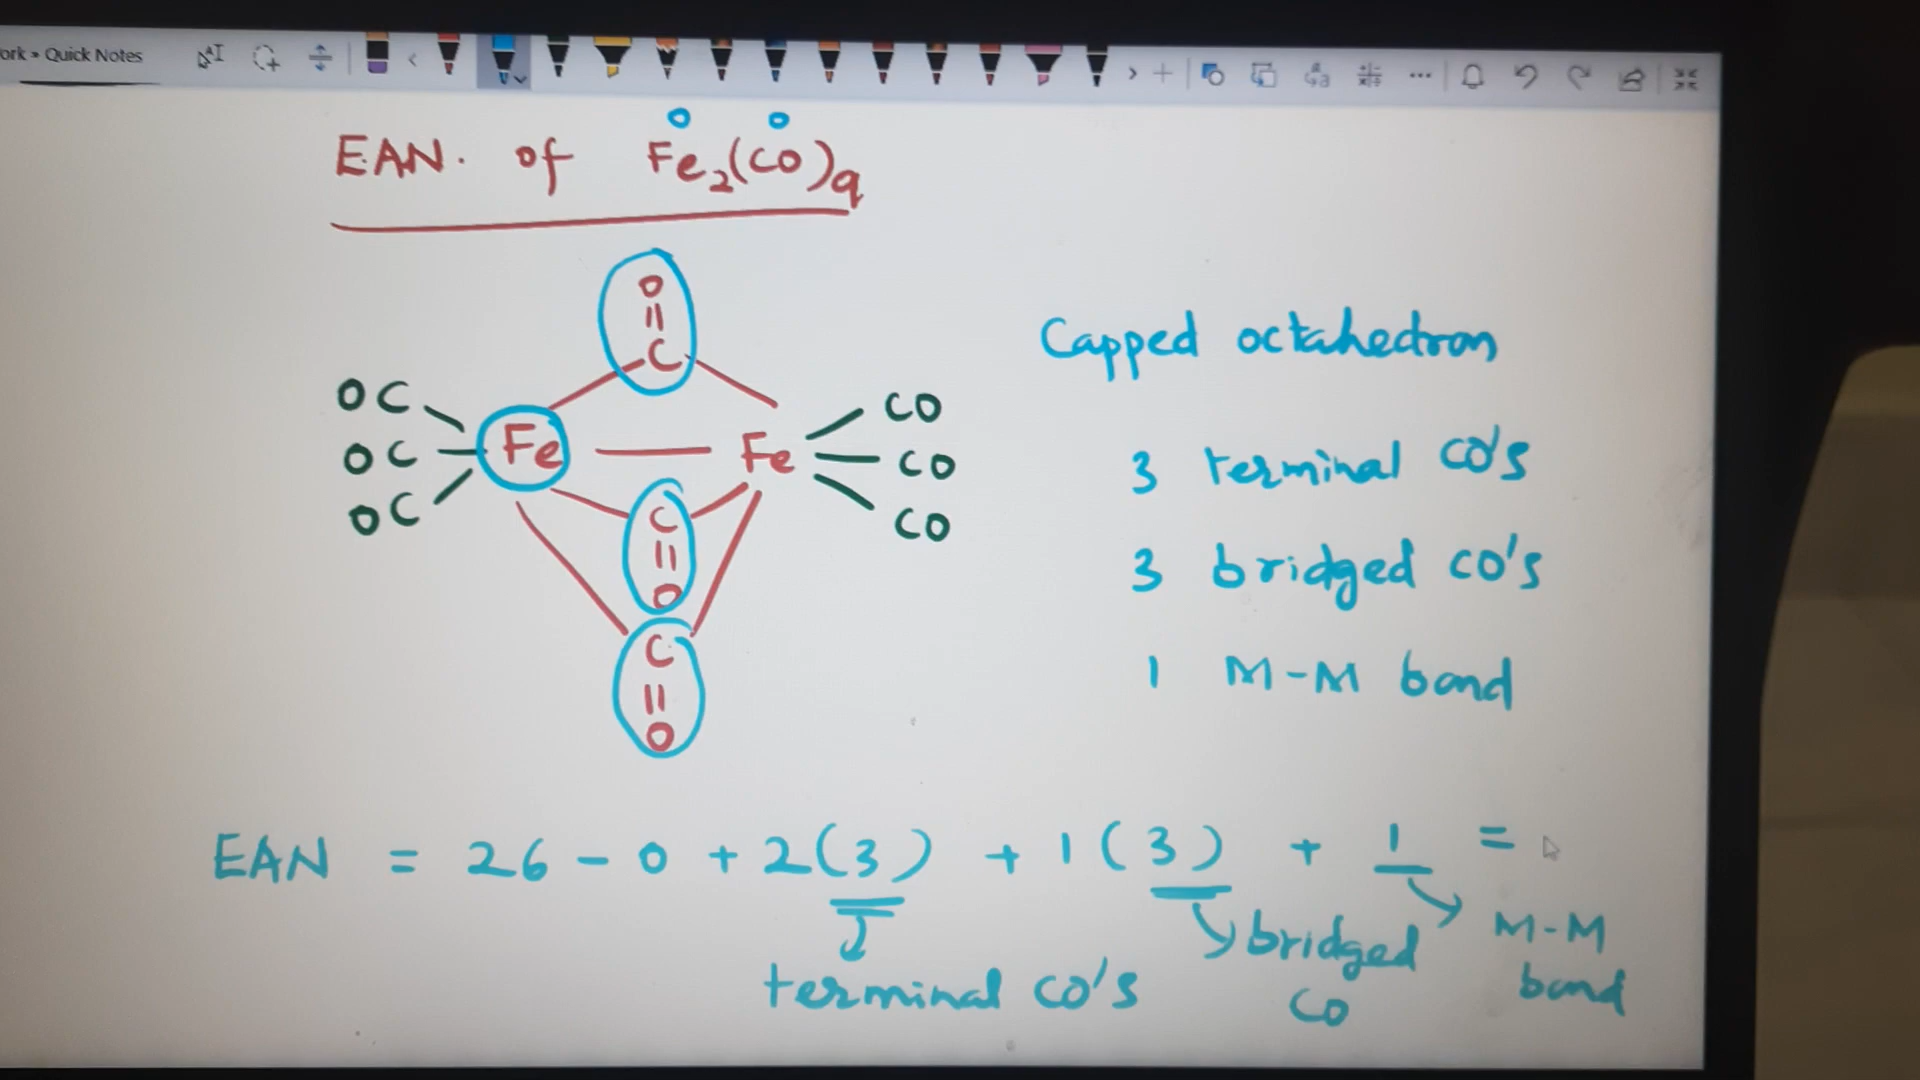 ork » Quick Notes
EAN. of Fe₂(CO)₉
O
=
C
OC
OC
OC
Fe — Fe
CO
CO
CO
C
=
O
C
=
O
Capped octahedron
3 terminal CO's
3 bridged CO's
1 M-M bond
EAN = 26 - 0 + 2(3) + 1(3) + 1 =
terminal CO's
bridged
CO
M-M
bond